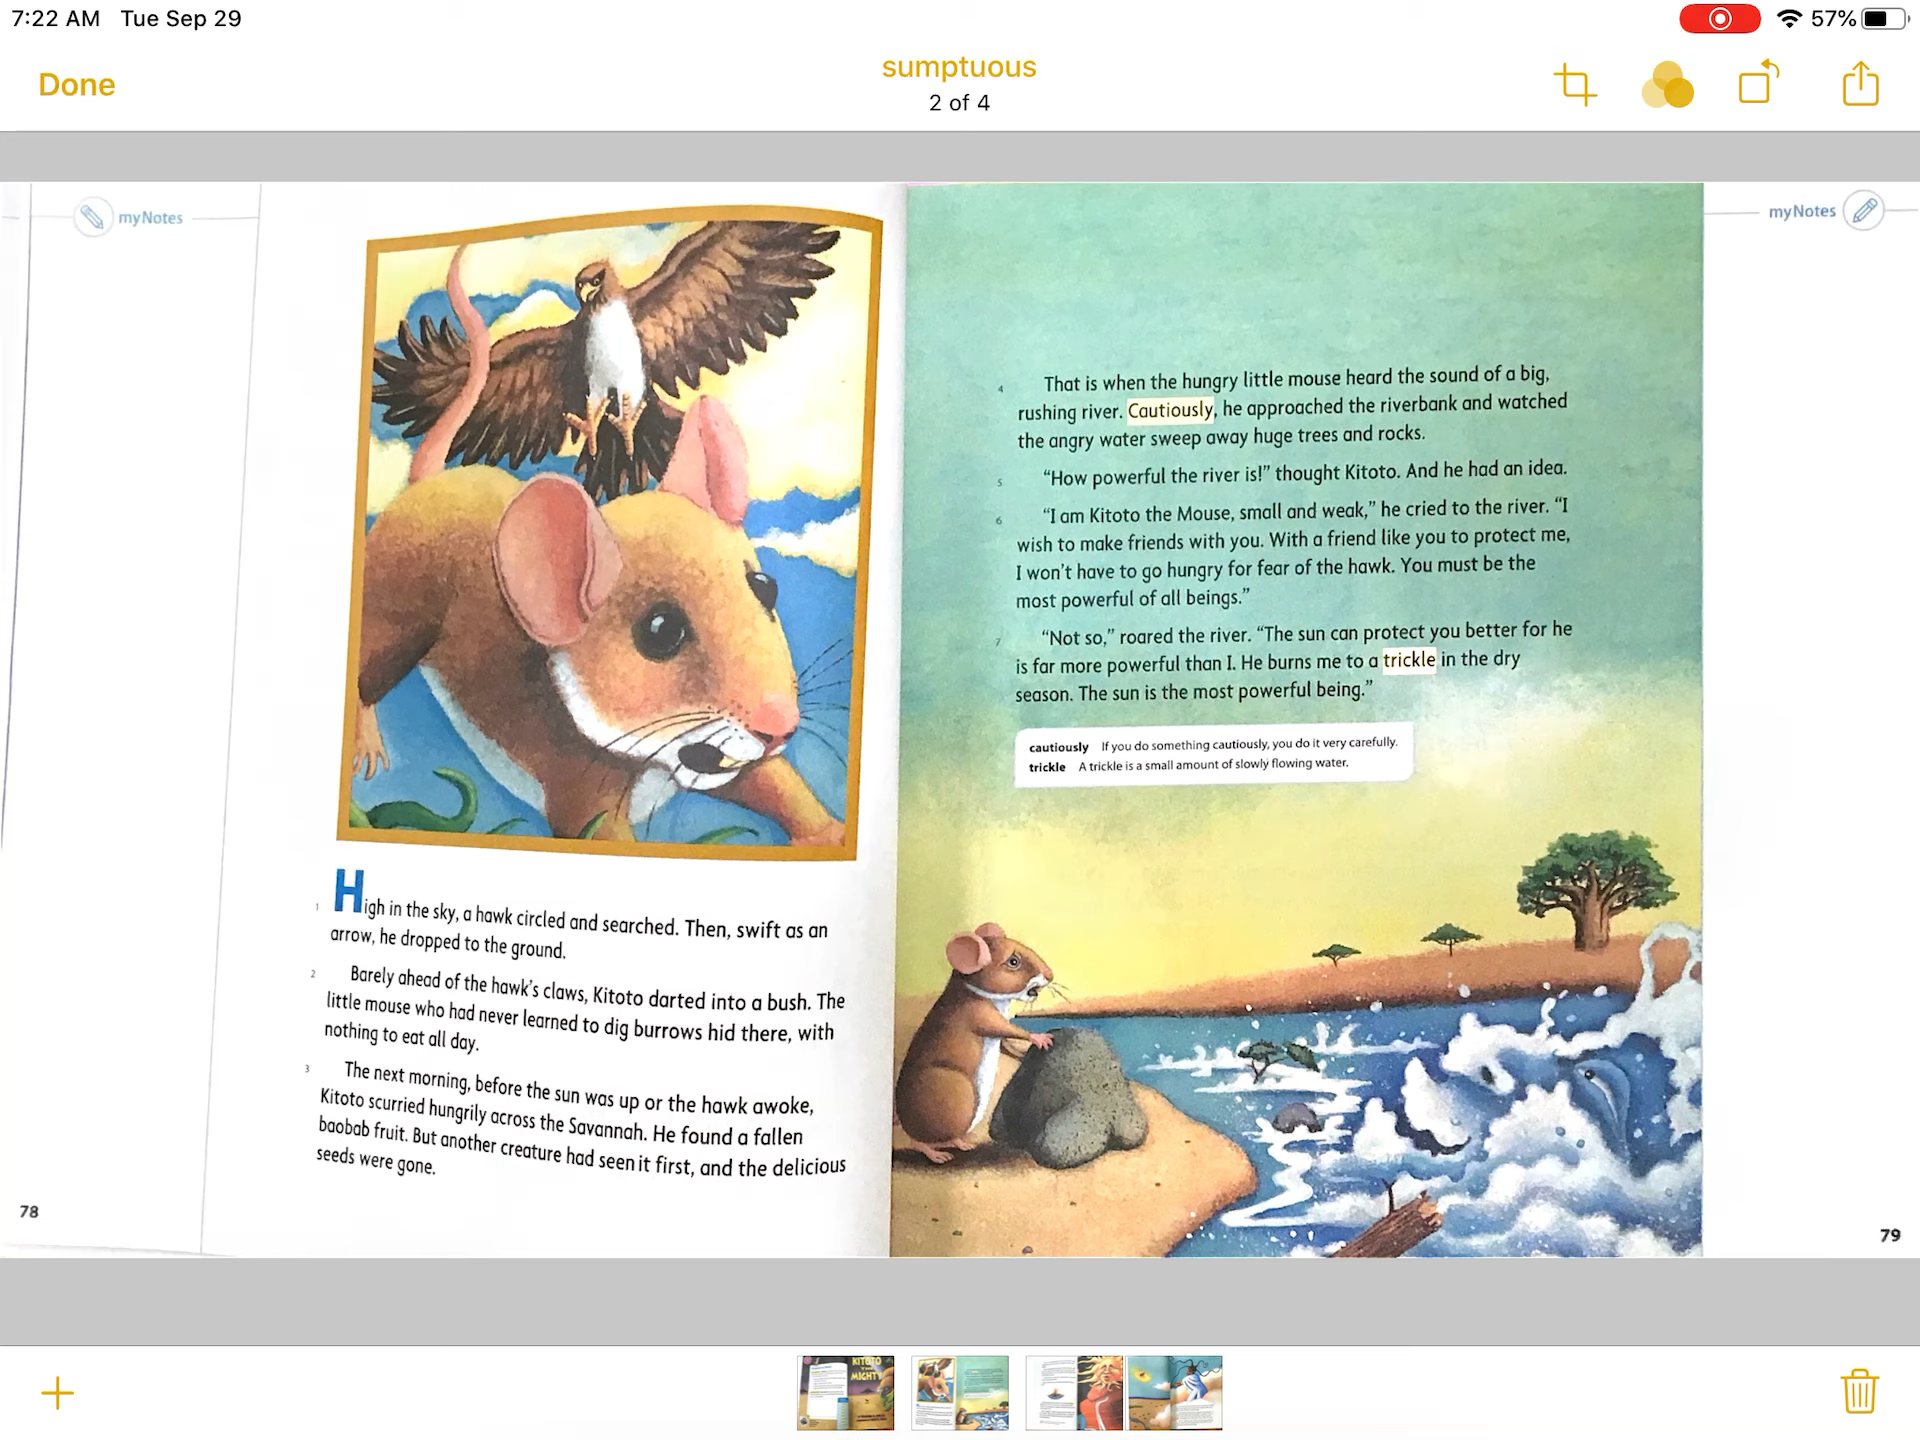 7:22 AM Tue Sep 29
57%
Done
sumptuous
2 of 4
myNotes
High in the sky, a hawk circled and searched. Then, swift as an
arrow, he dropped to the ground.
Barely ahead of the hawk's claws, Kitoto darted into a bush. The
little mouse who had never learned to dig burrows hid there, with
nothing to eat all day.
The next morning, before the sun was up or the hawk awoke,
Kitoto scurried hungrily across the Savannah. He found a fallen
baobab fruit. But another creature had seen it first, and the delicious
seeds were gone.
1
2
3
78
myNotes
4 That is when the hungry little mouse heard the sound of a big,
rushing river. Cautiously, he approached the riverbank and watched
the angry water sweep away huge trees and rocks.
5 “How powerful the river is!” thought Kitoto. And he had an idea.
6 “I am Kitoto the Mouse, small and weak,” he cried to the river. “I
wish to make friends with you. With a friend like you to protect me,
I won't have to go hungry for fear of the hawk. You must be the
most powerful of all beings.”
7 “Not so,” roared the river. “The sun can protect you better for he
is far more powerful than I. He burns me to a trickle in the dry
season. The sun is the most powerful being.”
cautiously If you do something cautiously, you do it very carefully.
trickle A trickle is a small amount of slowly flowing water.
79
KITOTO
THE
MIGHTY